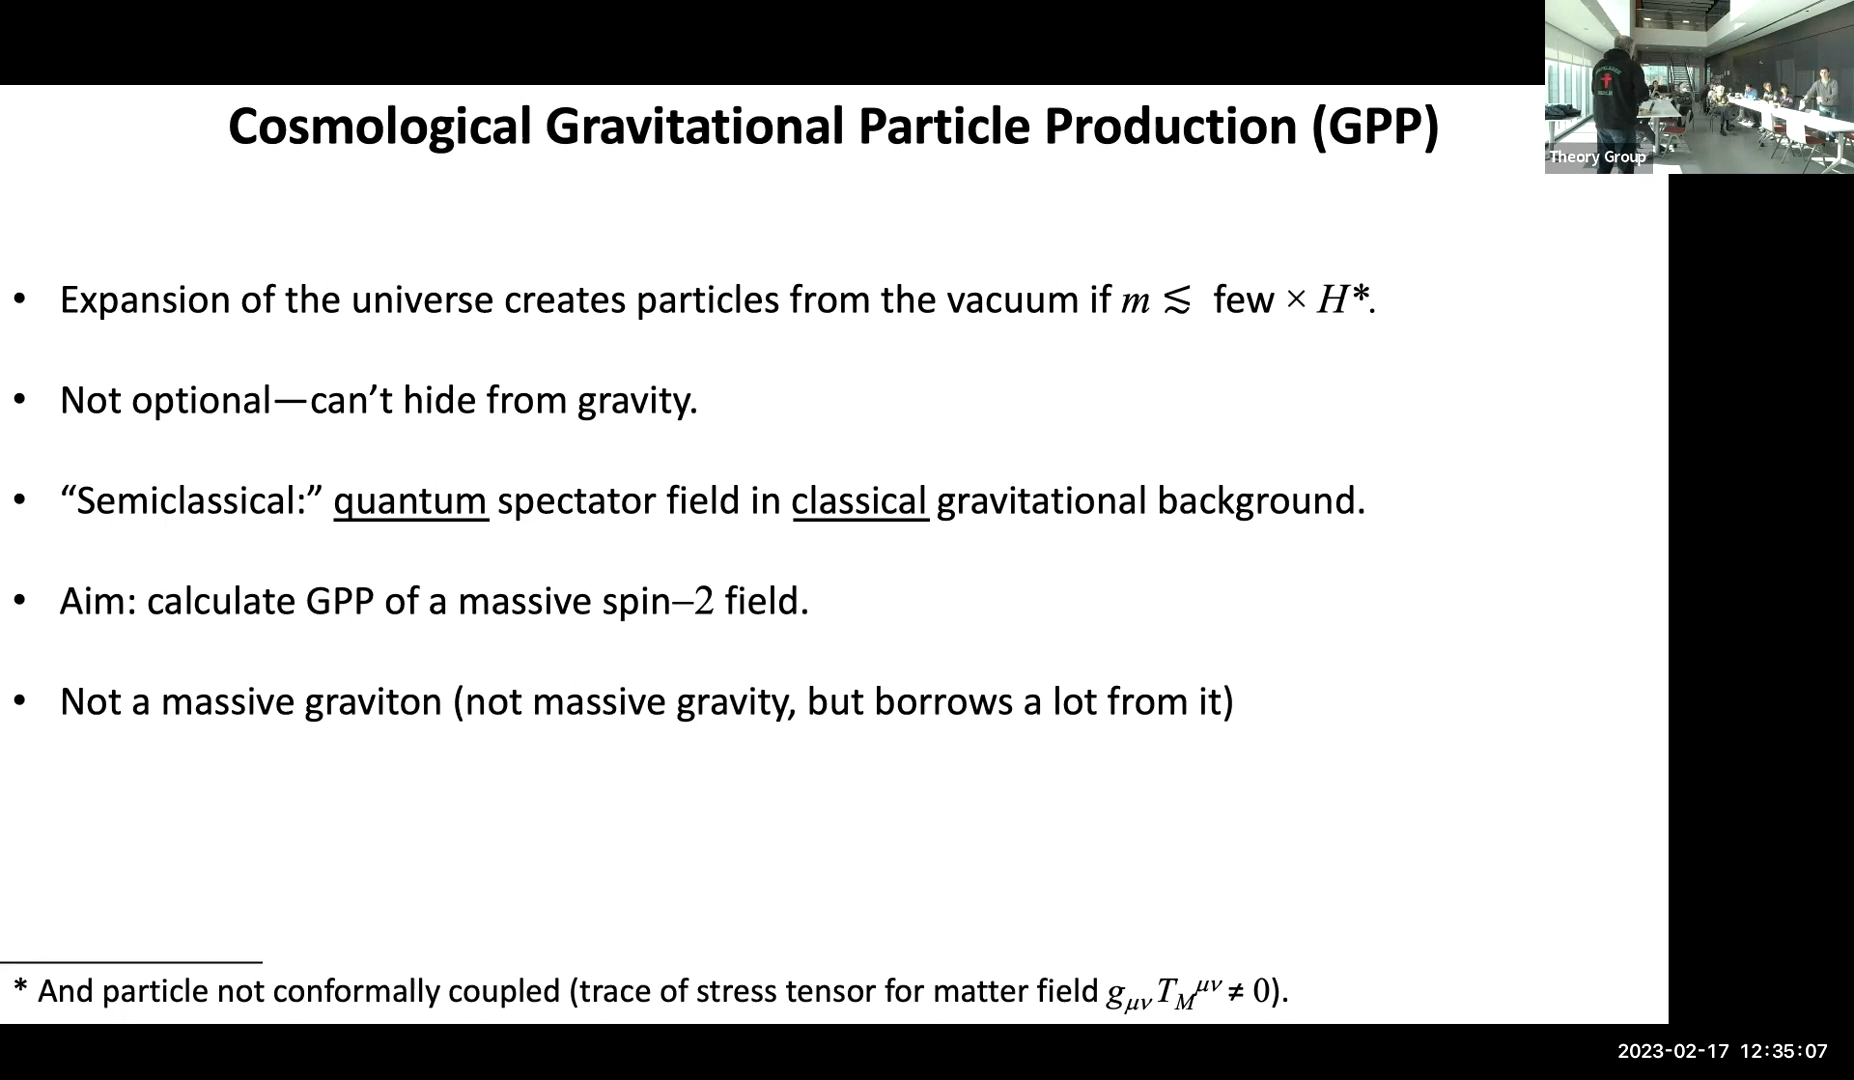 Cosmological Gravitational Particle Production (GPP)
Theory Group
• Expansion of the universe creates particles from the vacuum if m ≲ few × H*.
• Not optional—can’t hide from gravity.
• “Semiclassical:” quantum spectator field in classical gravitational background.
• Aim: calculate GPP of a massive spin–2 field.
• Not a massive graviton (not massive gravity, but borrows a lot from it)
* And particle not conformally coupled (trace of stress tensor for matter field g_{μν} T_M^{μν} ≠ 0).
2023-02-17 12:35:07